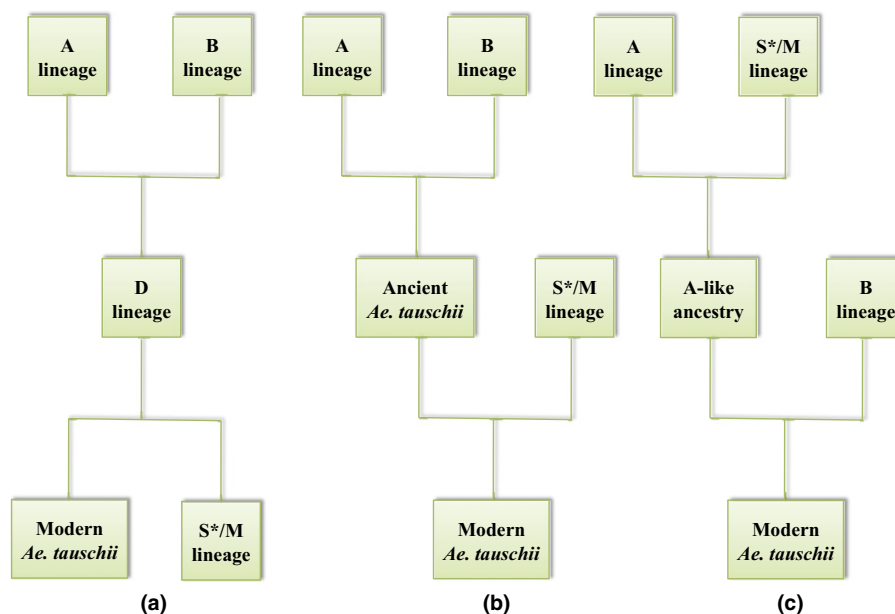 A
lineage
B
lineage
D
lineage
Modern
Ae. tauschii
S*/M
lineage
(a)
A
lineage
B
lineage
Ancient
Ae. tauschii
S*/M
lineage
Modern
Ae. tauschii
(b)
A
lineage
S*/M
lineage
A-like
ancestry
B
lineage
Modern
Ae. tauschii
(c)